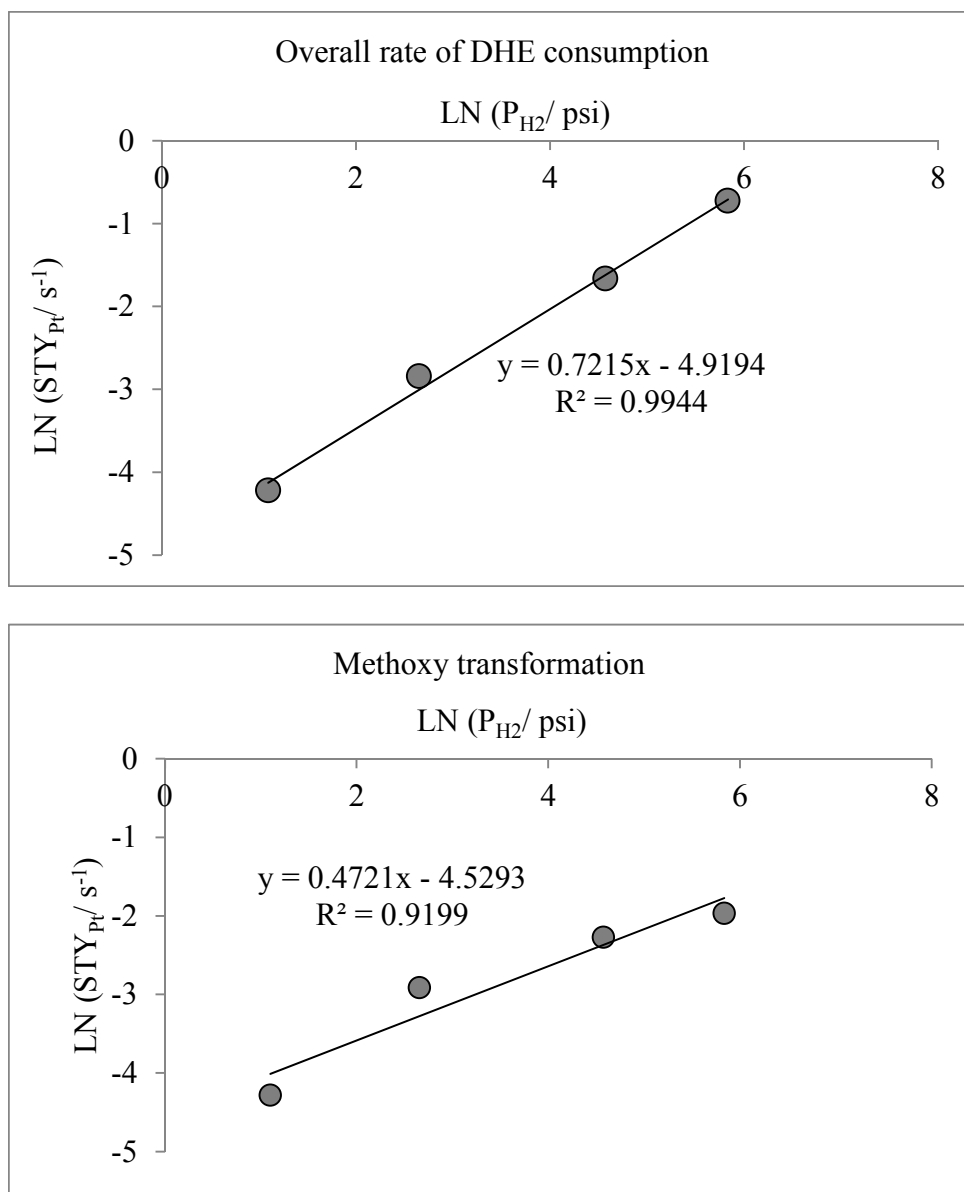 Overall rate of DHE consumption
LN (P_H2/ psi)
0
0 2 4 6 8
-1
-2
-3
-4
-5
LN (STY_Pt/ s⁻¹)
y = 0.7215x - 4.9194
R² = 0.9944
Methoxy transformation
LN (P_H2/ psi)
0
0 2 4 6 8
-1
-2
-3
-4
-5
LN (STY_Pt/ s⁻¹)
y = 0.4721x - 4.5293
R² = 0.9199